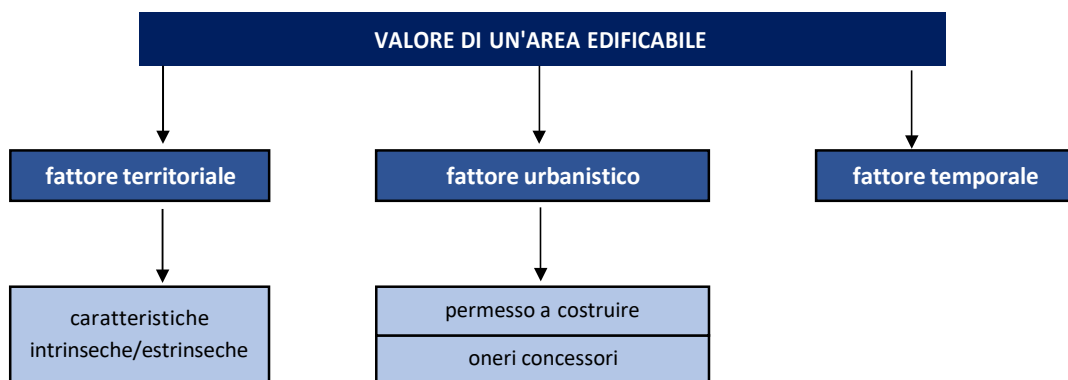 VALORE DI UN'AREA EDIFICABILE
fattore territoriale
fattore urbanistico
fattore temporale
caratteristiche
intrinseche/estrinseche
permesso a costruire
oneri concessori